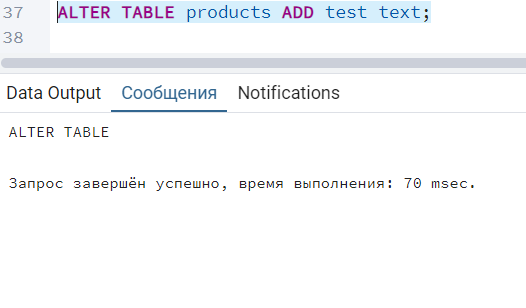 37 ALTER TABLE products ADD test text;
38
Data Output Сообщения Notifications
ALTER TABLE
Запрос завершён успешно, время выполнения: 70 msec.